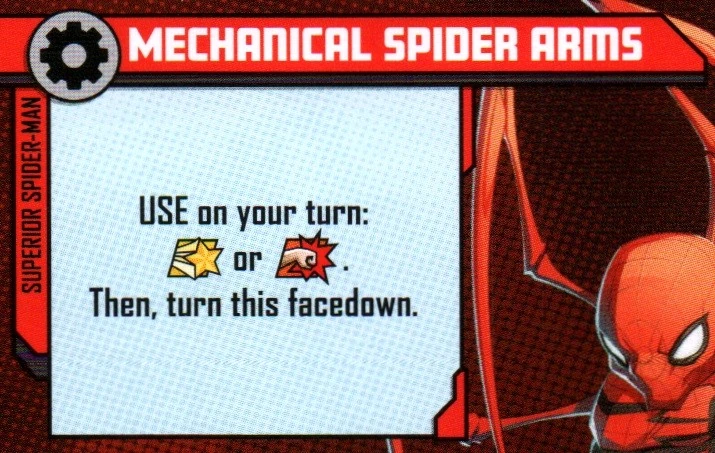 MECHANICAL SPIDER ARMS
SUPERIOR SPIDER-MAN
USE on your turn:
or .
Then, turn this facedown.